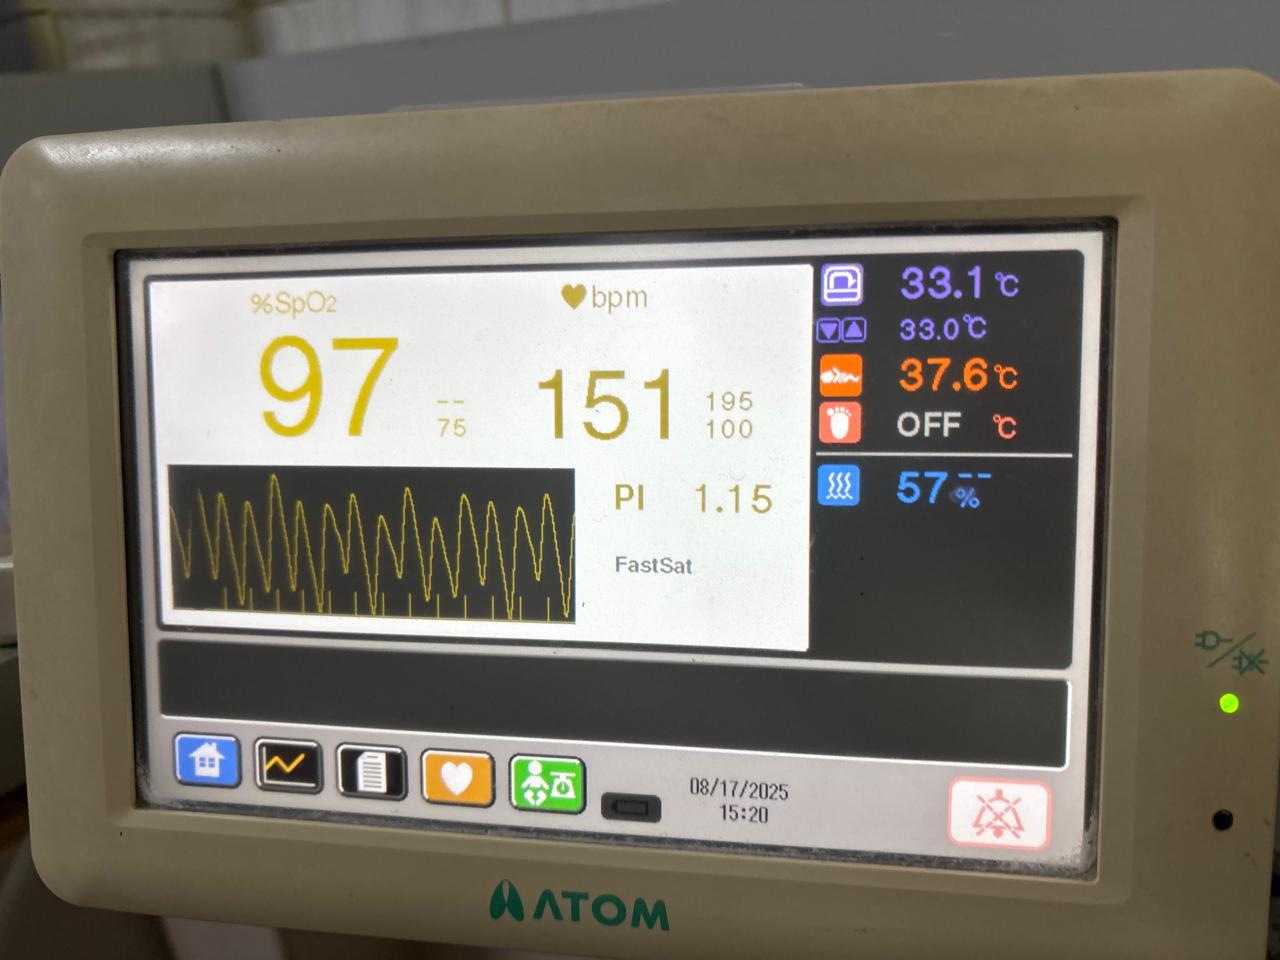 %SpO2
bpm
97
--
75
151
195
100
PI 1.15
FastSat
33.1 ℃
33.0℃
37.6 ℃
OFF ℃
57 -- %
08/17/2025
15:20
ATOM